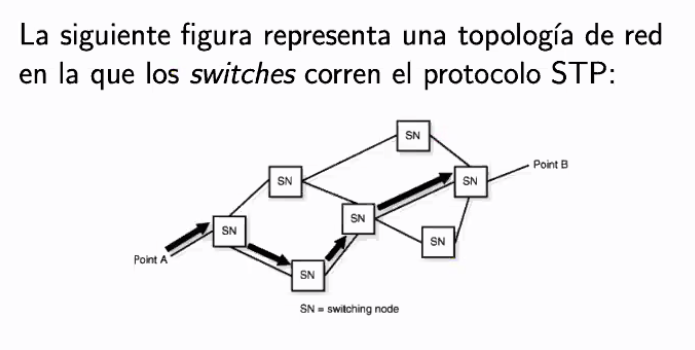 La siguiente figura representa una topología de red
en la que los switches corren el protocolo STP:
SN
Point B
SN
SN
SN
SN
SN
Point A
SN
SN = switching node